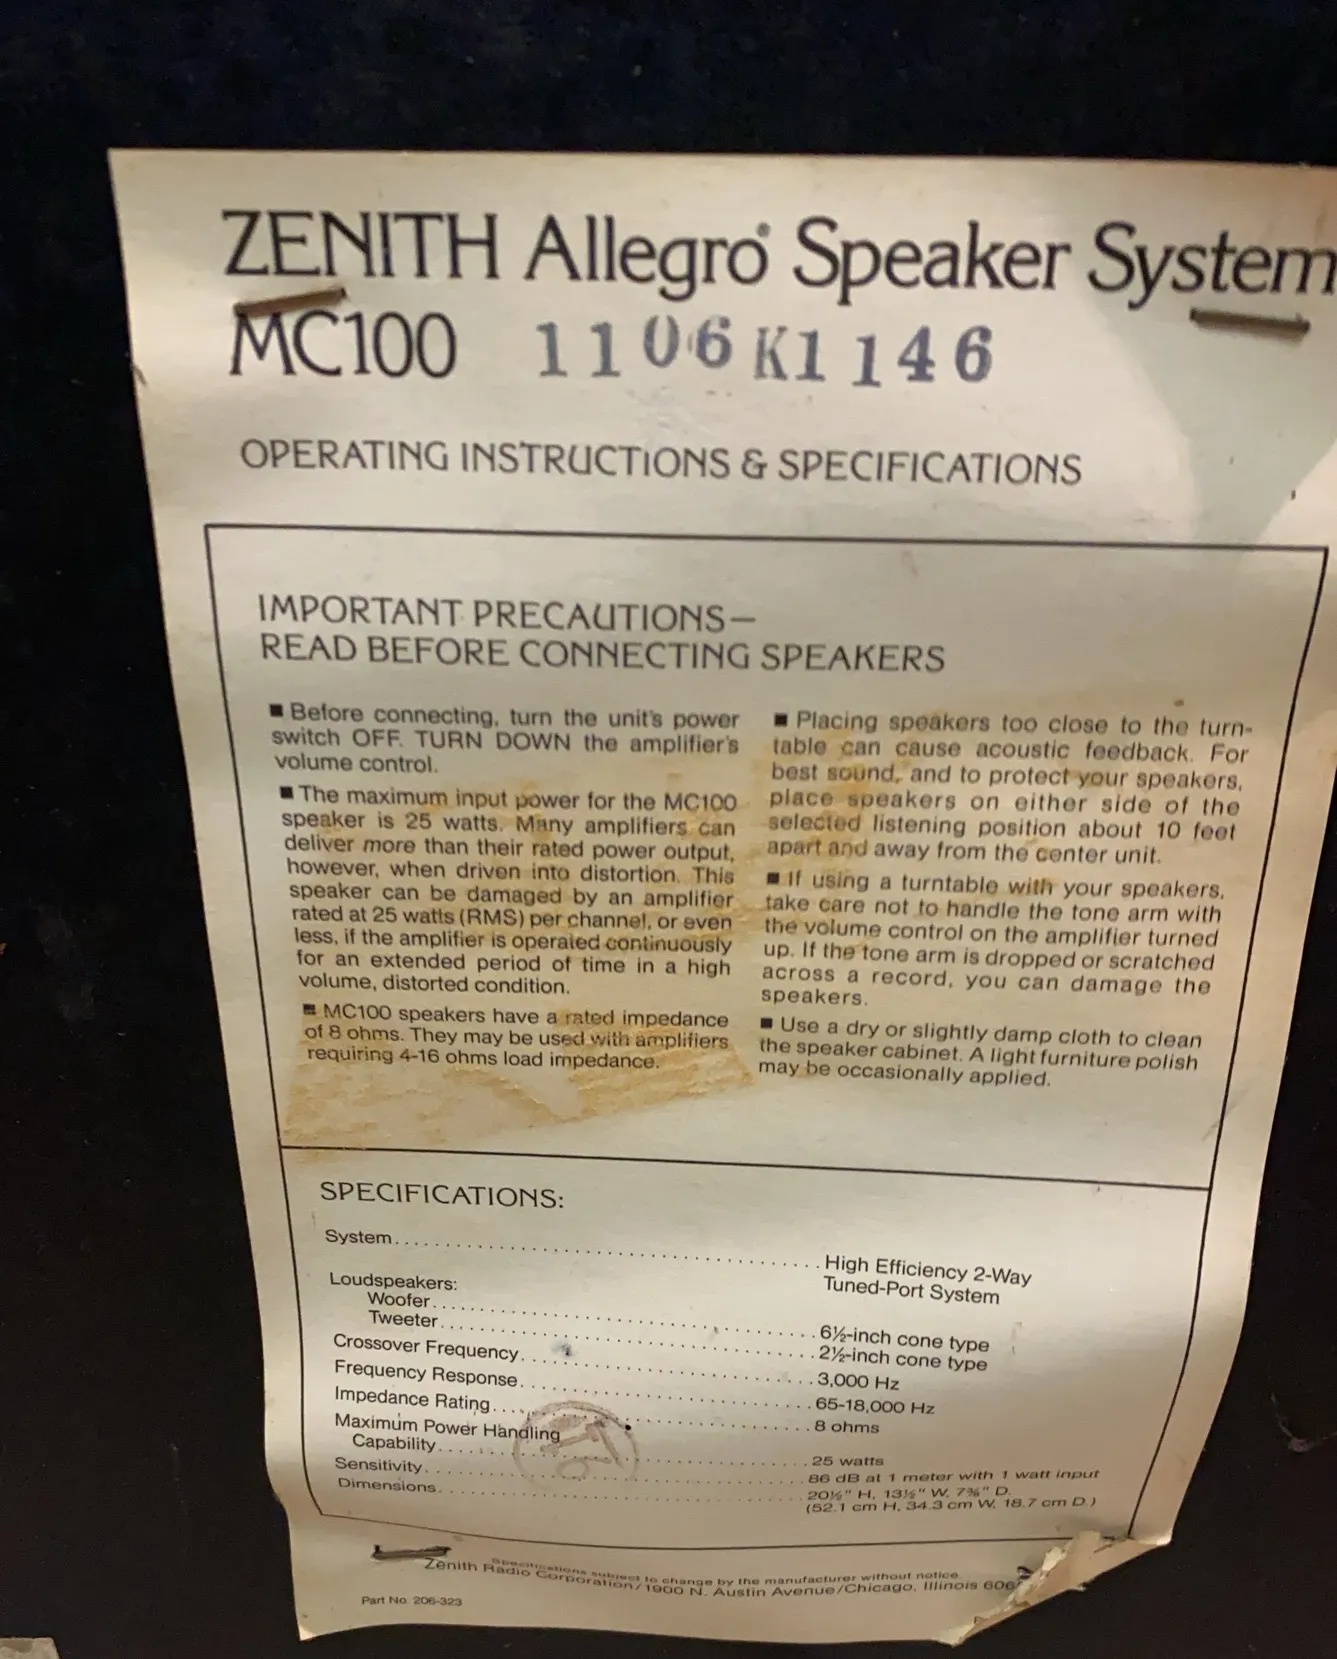 ZENITH Allegro® Speaker System
MC100 1106K1146
OPERATING INSTRUCTIONS & SPECIFICATIONS
IMPORTANT PRECAUTIONS—
READ BEFORE CONNECTING SPEAKERS
■ Before connecting, turn the unit's power
switch OFF. TURN DOWN the amplifier's
volume control.
■ The maximum input power for the MC100
speaker is 25 watts. Many amplifiers can
deliver more than their rated power output,
however, when driven into distortion. This
speaker can be damaged by an amplifier
rated at 25 watts (RMS) per channel, or even
less, if the amplifier is operated continuously
for an extended period of time in a high
volume, distorted condition.
■ MC100 speakers have a rated impedance
of 8 ohms. They may be used with amplifiers
requiring 4-16 ohms load impedance.
■ Placing speakers too close to the turn-
table can cause acoustic feedback. For
best sound, and to protect your speakers,
place speakers on either side of the
selected listening position about 10 feet
apart and away from the center unit.
■ If using a turntable with your speakers,
take care not to handle the tone arm with
the volume control on the amplifier turned
up. If the tone arm is dropped or scratched
across a record, you can damage the
speakers.
■ Use a dry or slightly damp cloth to clean
the speaker cabinet. A light furniture polish
may be occasionally applied.
SPECIFICATIONS:
System . . . . . High Efficiency 2-Way
Tuned-Port System
Loudspeakers:
Woofer . . . . . 6½-inch cone type
Tweeter . . . . . 2½-inch cone type
Crossover Frequency . . . . . 3,000 Hz
Frequency Response . . . . . 65-18,000 Hz
Impedance Rating . . . . . 8 ohms
Maximum Power Handling
Capability . . . . . 25 watts
Sensitivity . . . . . 86 dB at 1 meter with 1 watt input
Dimensions . . . . . 20½" H, 13½" W, 7⅜" D.
(52.1 cm H, 34.3 cm W, 18.7 cm D.)
Specifications subject to change by the manufacturer without notice.
Zenith Radio Corporation/1900 N. Austin Avenue/Chicago, Illinois
Part No. 206-323